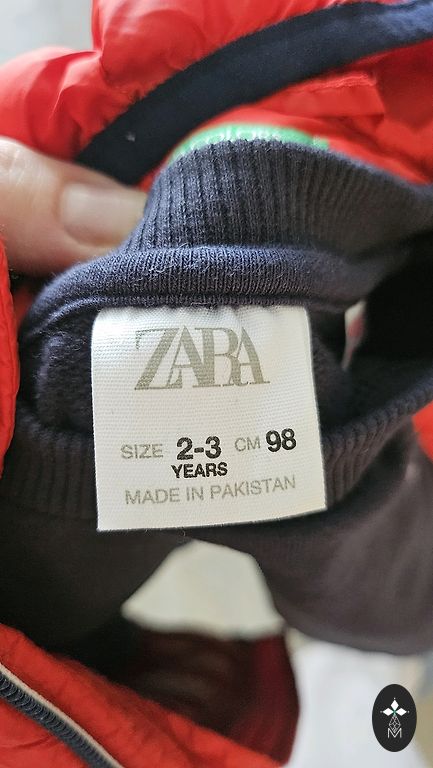 ZARA
SIZE 2-3 CM 98
YEARS
MADE IN PAKISTAN